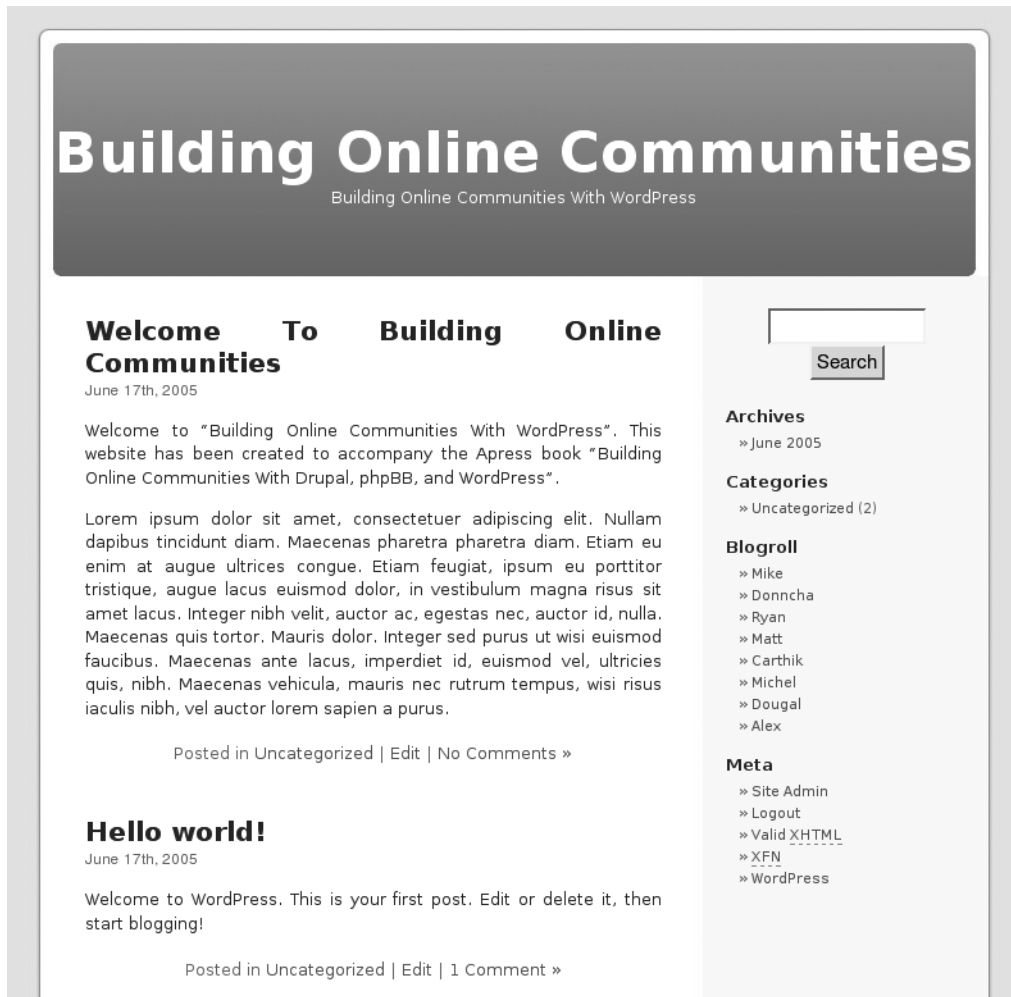 Building Online Communities
Building Online Communities With WordPress
Welcome To Building Online
Communities
June 17th, 2005
Welcome to “Building Online Communities With WordPress”. This
website has been created to accompany the Apress book “Building
Online Communities With Drupal, phpBB, and WordPress”.
Lorem ipsum dolor sit amet, consectetuer adipiscing elit. Nullam
dapibus tincidunt diam. Maecenas pharetra pharetra diam. Etiam eu
enim at augue ultrices congue. Etiam feugiat, ipsum eu porttitor
tristique, augue lacus euismod dolor, in vestibulum magna risus sit
amet lacus. Integer nibh velit, auctor ac, egestas nec, auctor id, nulla.
Maecenas quis tortor. Mauris dolor. Integer sed purus ut wisi euismod
faucibus. Maecenas ante lacus, imperdiet id, euismod vel, ultricies
quis, nibh. Maecenas vehicula, mauris nec rutrum tempus, wisi risus
iaculis nibh, vel auctor lorem sapien a purus.
Posted in Uncategorized | Edit | No Comments »
Hello world!
June 17th, 2005
Welcome to WordPress. This is your first post. Edit or delete it, then
start blogging!
Posted in Uncategorized | Edit | 1 Comment »
Search
Archives
» June 2005
Categories
» Uncategorized (2)
Blogroll
» Mike
» Donncha
» Ryan
» Matt
» Carthik
» Michel
» Dougal
» Alex
Meta
» Site Admin
» Logout
» Valid XHTML
» XFN
» WordPress